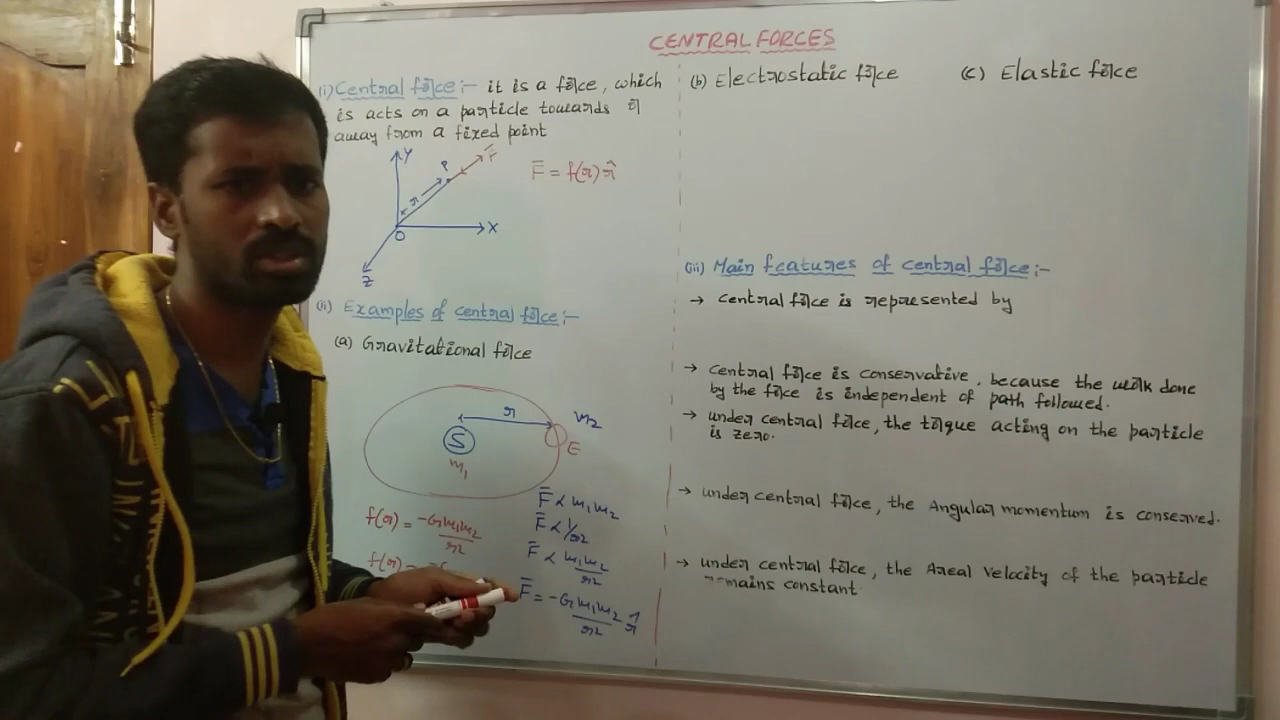 CENTRAL FORCES
(i) Central force:- it is a force, which
is acts on a particle towards or
away from a fixed point
Y
P
F̅
r
O
X
Z
F̅ = f(r) r̂
(ii) Examples of central force:-
(a) Gravitational force
r
m2
S
E
m1
F̅ ∝ m1m2
F̅ ∝ 1/r2
F̅ ∝ m1m2/r2
F̅ = -G m1m2/r2 r̂
f(r) = -Gm1m2/r2
f(r) =
(b) Electrostatic force
(c) Elastic force
(iii) Main features of central force:-
→ central force is represented by
→ central force is conservative, because the work done
by the force is independent of path followed.
→ under central force, the torque acting on the particle
is zero.
→ under central force, the Angular momentum is conserved.
→ under central force, the Areal velocity of the particle
remains constant